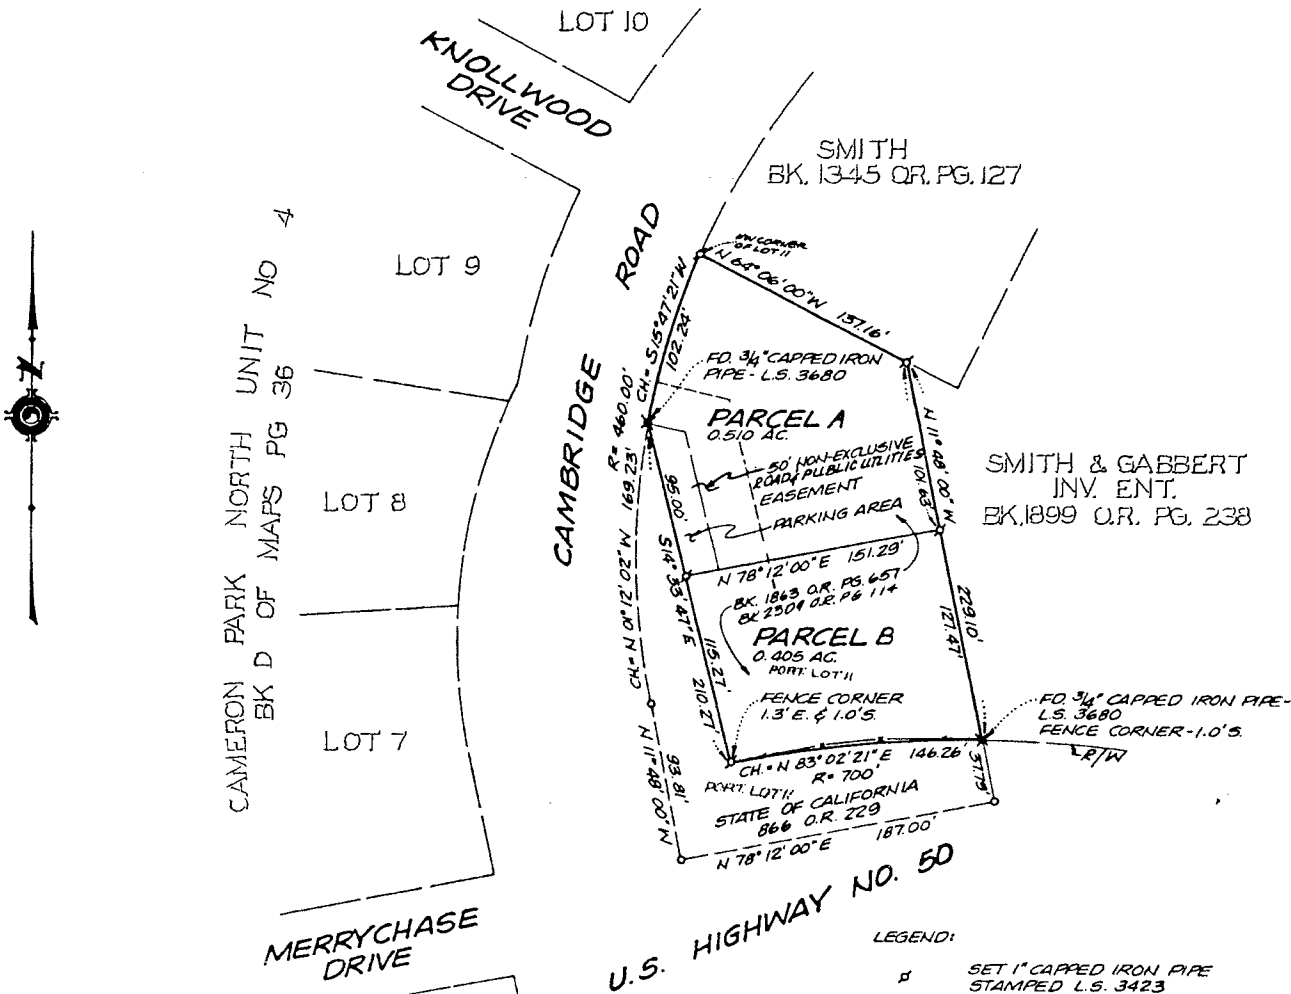 LOT 10
KNOLLWOOD
DRIVE
SMITH
BK. 1345 O.R. PG. 127
ROAD
NW CORNER
OF LOT 11
N 64° 06' 00" W 137.16'
LOT 9
CH. = S 15° 47' 21" W
102.24'
FD. 3/4" CAPPED IRON
PIPE - L.S. 3680
CAMERON PARK NORTH UNIT NO 4
BK D OF MAPS PG 36
CAMBRIDGE
R = 460.00'
CH. = N 01° 12' 02" W 169.23'
PARCEL A
0.510 AC.
N 11° 48' 00" W
101.63'
50' NON-EXCLUSIVE
ROAD & PUBLIC UTILITIES
EASEMENT
PARKING AREA
SMITH & GABBERT
INV. ENT.
BK. 1899 O.R. PG. 238
LOT 8
95.00'
S 14° 33' 47" E
N 78° 12' 00" E 151.29'
BK. 1863 O.R. PG. 657
BK 2309 O.R. PG 114
229.10'
127.47'
PARCEL B
0.405 AC.
PORT. LOT 11
115.27'
210.27'
FENCE CORNER
1.3' E. & 1.0' S.
FD. 3/4" CAPPED IRON PIPE-
L.S. 3680
FENCE CORNER - 1.0' S.
R/W
LOT 7
N 11° 48' 00" W
93.81'
CH. = N 83° 02' 21" E 146.26'
R = 700'
31.79'
PORT. LOT 11
STATE OF CALIFORNIA
866 O.R. 229
N 78° 12' 00" E 187.00'
U.S. HIGHWAY NO. 50
MERRYCHASE
DRIVE
LEGEND:
SET 1" CAPPED IRON PIPE
STAMPED L.S. 3423